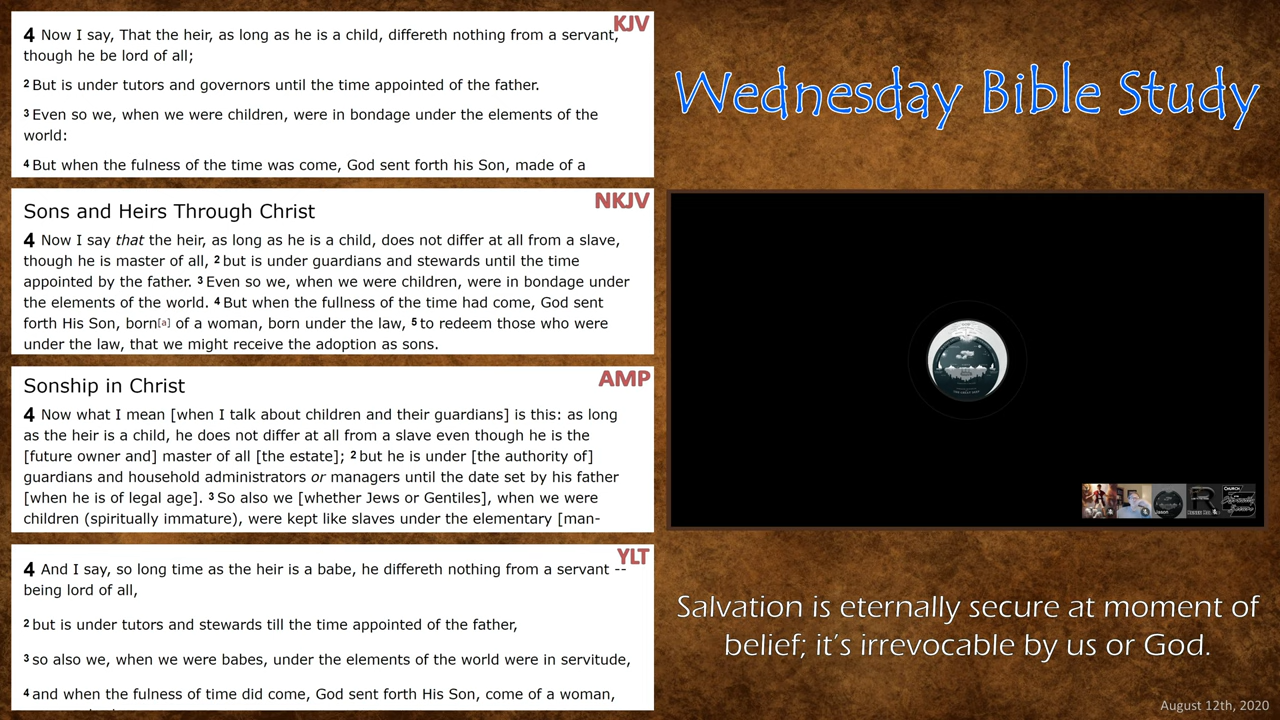 KJV
4 Now I say, That the heir, as long as he is a child, differeth nothing from a servant,
though he be lord of all;
2 But is under tutors and governors until the time appointed of the father.
3 Even so we, when we were children, were in bondage under the elements of the
world:
4 But when the fulness of the time was come, God sent forth his Son, made of a
NKJV
Sons and Heirs Through Christ
4 Now I say that the heir, as long as he is a child, does not differ at all from a slave,
though he is master of all, 2 but is under guardians and stewards until the time
appointed by the father. 3 Even so we, when we were children, were in bondage under
the elements of the world. 4 But when the fullness of the time had come, God sent
forth His Son, born[a] of a woman, born under the law, 5 to redeem those who were
under the law, that we might receive the adoption as sons.
AMP
Sonship in Christ
4 Now what I mean [when I talk about children and their guardians] is this: as long
as the heir is a child, he does not differ at all from a slave even though he is the
[future owner and] master of all [the estate]; 2 but he is under [the authority of]
guardians and household administrators or managers until the date set by his father
[when he is of legal age]. 3 So also we [whether Jews or Gentiles], when we were
children (spiritually immature), were kept like slaves under the elementary [man-
YLT
4 And I say, so long time as the heir is a babe, he differeth nothing from a servant --
being lord of all,
2 but is under tutors and stewards till the time appointed of the father,
3 so also we, when we were babes, under the elements of the world were in servitude,
4 and when the fulness of time did come, God sent forth His Son, come of a woman,
Wednesday Bible Study
Jason
CHURCH
Salvation is eternally secure at moment of
belief; it's irrevocable by us or God.
August 12th, 2020